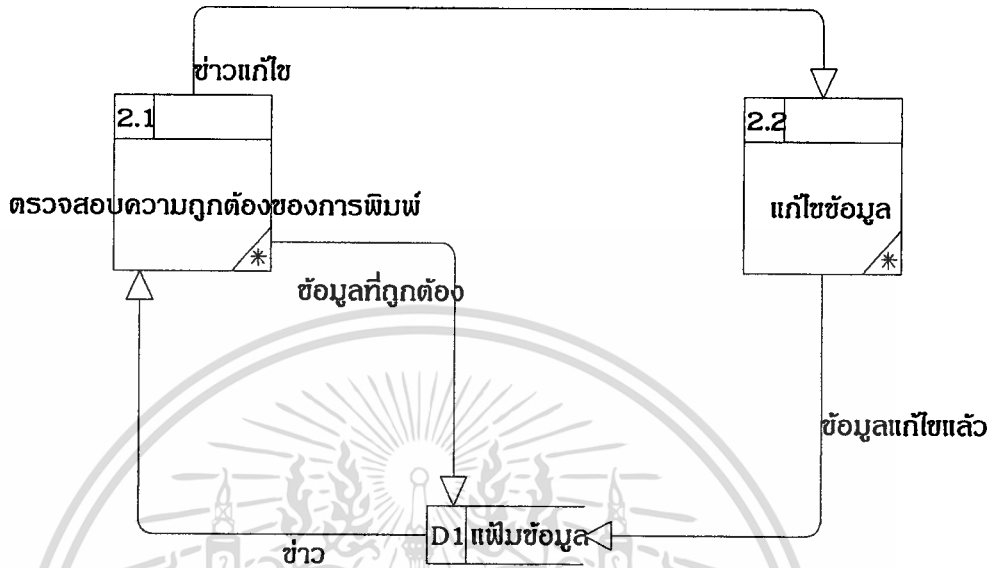 ข่าวแก้ไข
2.1
2.2
ตรวจสอบความถูกต้องของการพิมพ์
แก้ไขข้อมูล
ข้อมูลที่ถูกต้อง
ข้อมูลแก้ไขแล้ว
D1 แฟ้มข้อมูล
ข่าว